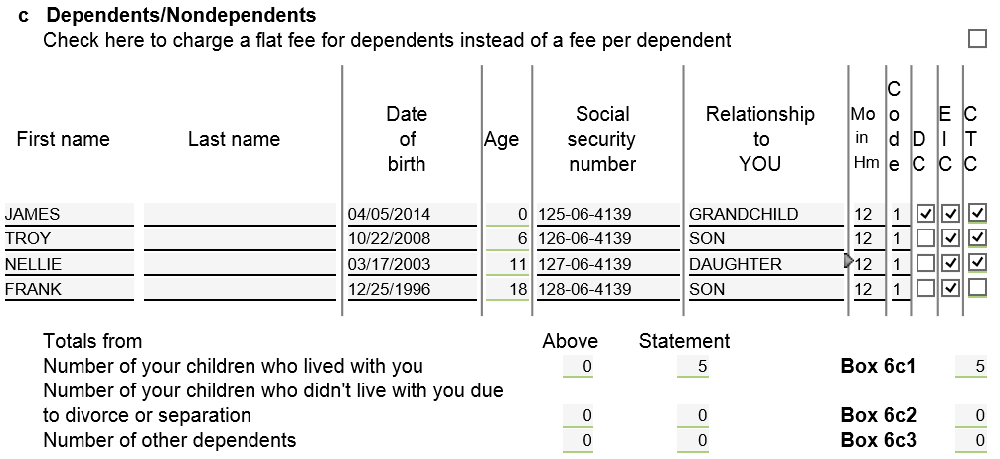 c Dependents/Nondependents
Check here to charge a flat fee for dependents instead of a fee per dependent
First name Last name Date of birth Age Social security number Relationship to YOU Mo in Hm Code DC EIC CTC
JAMES 04/05/2014 0 125-06-4139 GRANDCHILD 12 1
TROY 10/22/2008 6 126-06-4139 SON 12 1
NELLIE 03/17/2003 11 127-06-4139 DAUGHTER 12 1
FRANK 12/25/1996 18 128-06-4139 SON 12 1
Totals from Above Statement
Number of your children who lived with you 0 5 Box 6c1 5
Number of your children who didn't live with you due
to divorce or separation 0 0 Box 6c2 0
Number of other dependents 0 0 Box 6c3 0